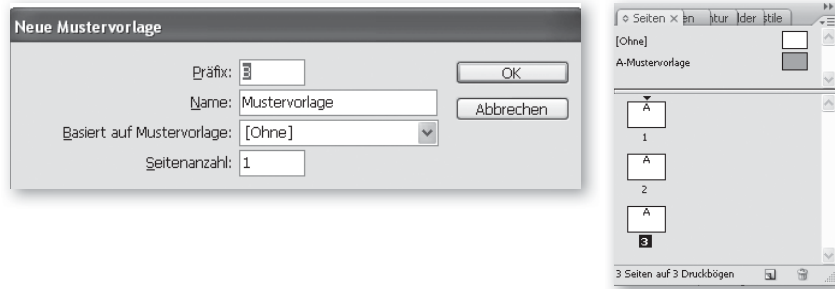 Neue Mustervorlage
Präfix: 3
OK
Name: Mustervorlage
Abbrechen
Basiert auf Mustervorlage: [Ohne]
Seitenanzahl: 1
Seiten
[Ohne]
A-Mustervorlage
A
1
A
2
A
3
3 Seiten auf 3 Druckbögen